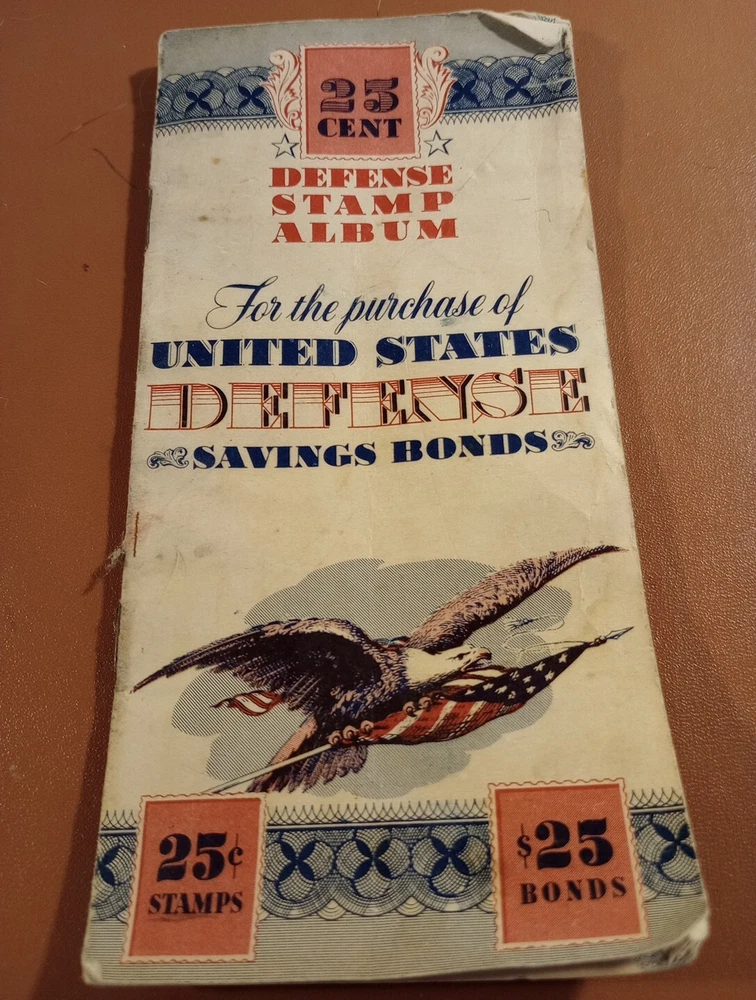 25
CENT
DEFENSE
STAMP
ALBUM
For the purchase of
UNITED STATES
DEFENSE
SAVINGS BONDS
25¢
STAMPS
$25
BONDS